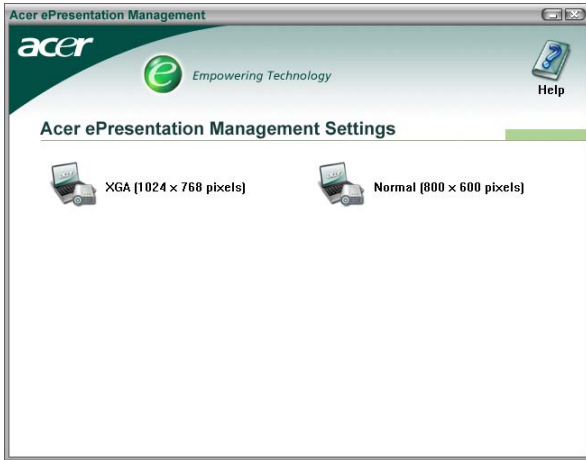 Acer ePresentation Management
acer
e Empowering Technology
Help
Acer ePresentation Management Settings
XGA (1024 x 768 pixels)
Normal (800 x 600 pixels)